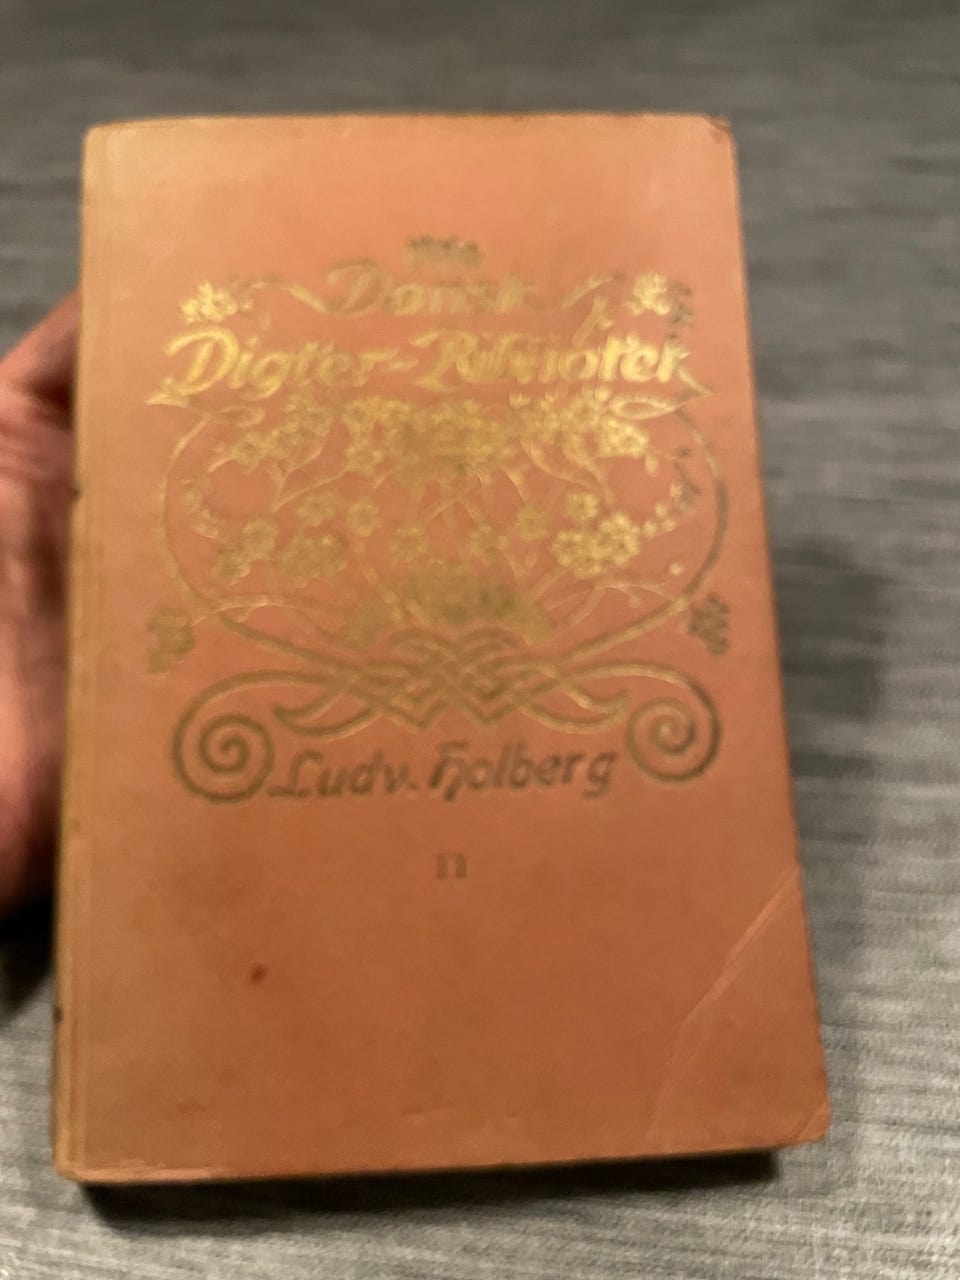 Dansk
Digter-Bibliotek
Ludv. Holberg
II